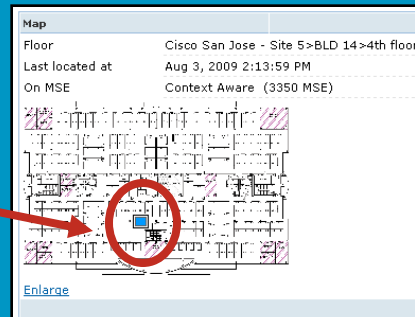 Map
Floor Cisco San Jose - Site 5>BLD 14>4th floor
Last located at Aug 3, 2009 2:13:59 PM
On MSE Context Aware (3350 MSE)
Enlarge